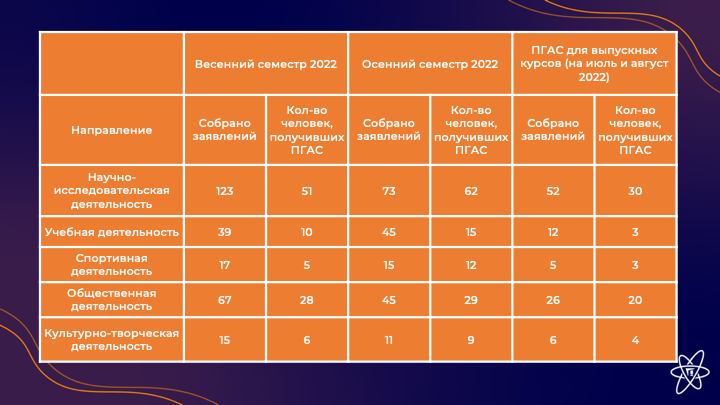 Весенний семестр 2022
Осенний семестр 2022
ПГАС для выпускных
курсов (на июль и август
2022)
Направление
Собрано
заявлений
Кол-во
человек,
получивших
ПГАС
Собрано
заявлений
Кол-во
человек,
получивших
ПГАС
Собрано
заявлений
Кол-во
человек,
получивших
ПГАС
Научно-
исследовательская
деятельность
123 51 73 62 52 30
Учебная деятельность 39 10 45 15 12 3
Спортивная
деятельность
17 5 15 12 5 3
Общественная
деятельность
67 28 45 29 26 20
Культурно-творческая
деятельность
15 6 11 9 6 4